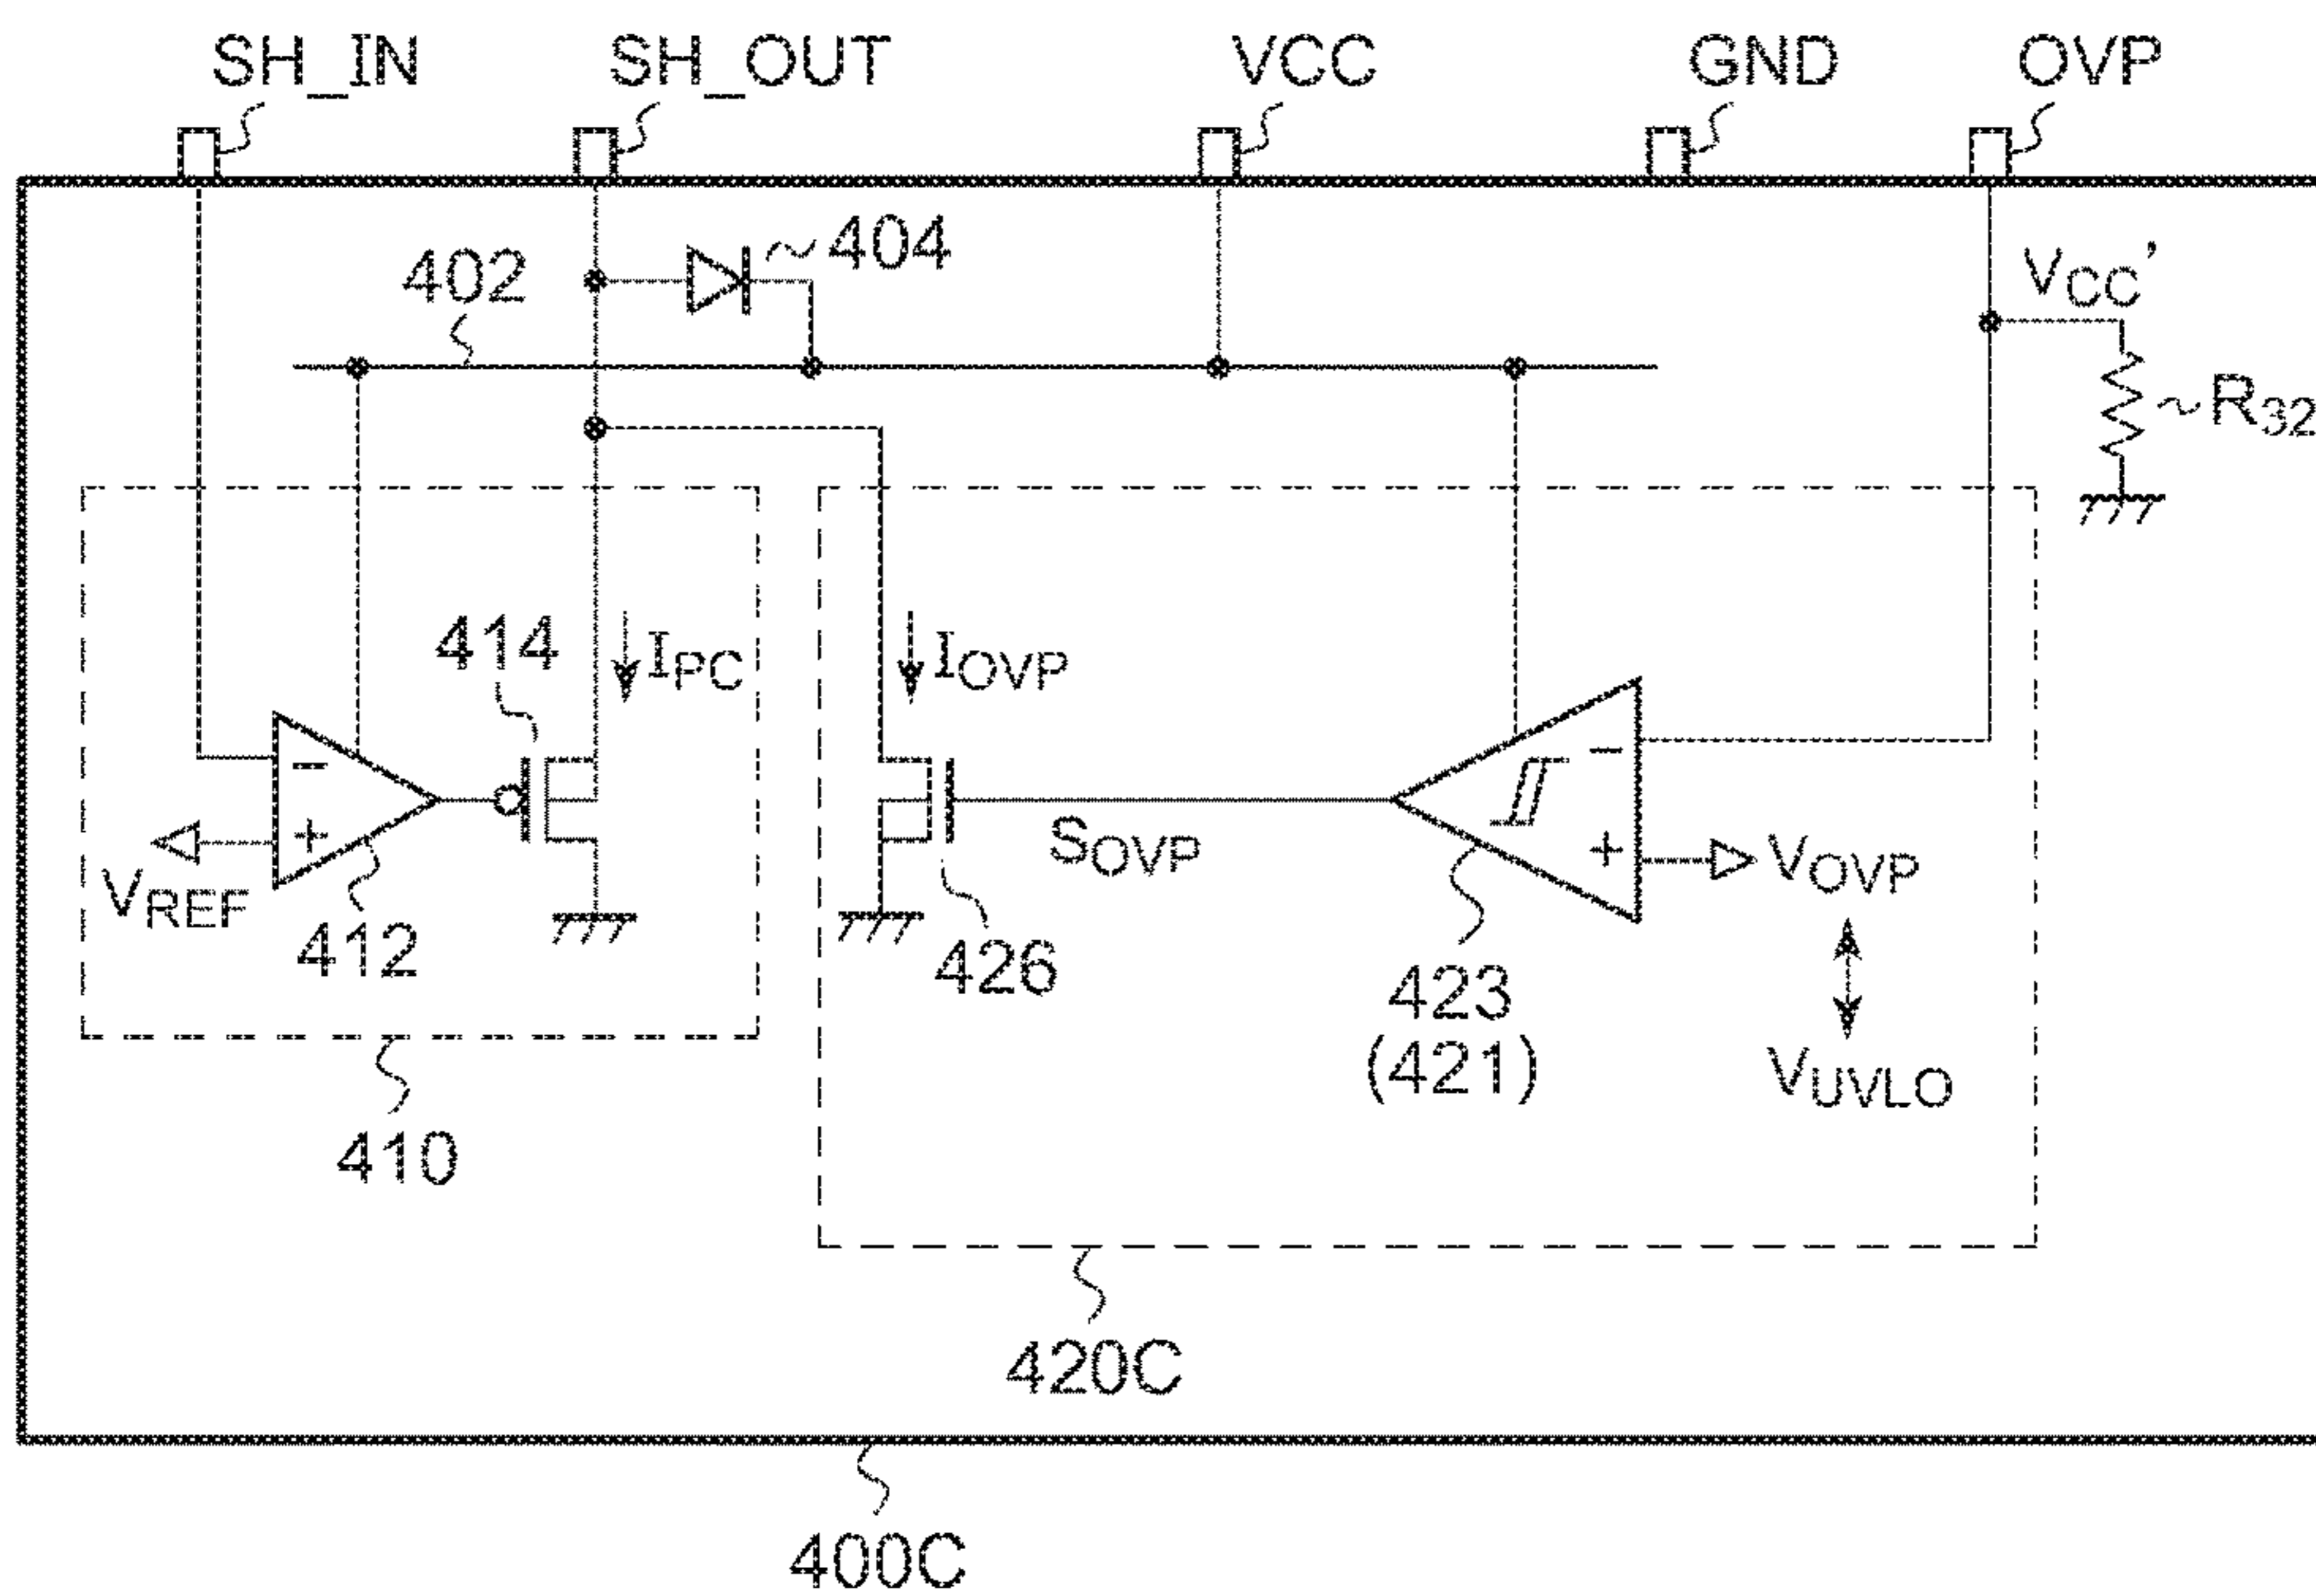 SH_IN
SH_OUT
VCC
GND
OVP
404
402
VCC'
R32
414
IPC
IOVP
-
+
VREF
412
426
SOVP
-
+
VOVP
423
(421)
VUVLO
410
420C
400C